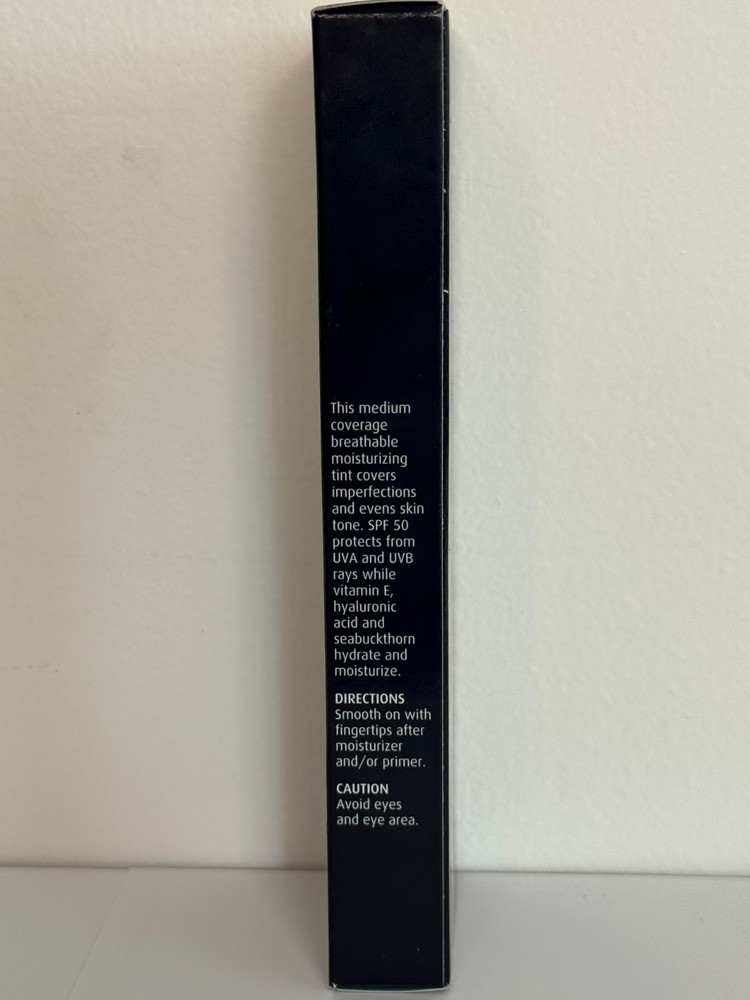 This medium
coverage
breathable
moisturizing
tint covers
imperfections
and evens skin
tone. SPF 50
protects from
UVA and UVB
rays while
vitamin E,
hyaluronic
acid and
seabuckthorn
hydrate and
moisturize.
DIRECTIONS
Smooth on with
fingertips after
moisturizer
and/or primer.
CAUTION
Avoid eyes
and eye area.